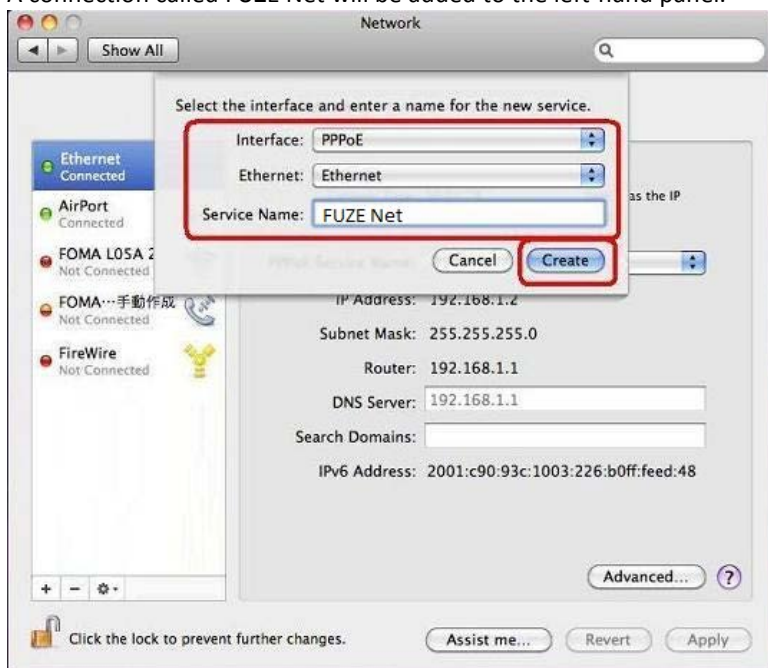 A connection called FUZE Net will be added to the left-hand panel.
Network
Show All
Select the interface and enter a name for the new service.
Interface: PPPoE
Ethernet: Ethernet
Service Name: FUZE Net
Cancel Create
Ethernet
Connected
AirPort
Connected
FOMA L05A 2
Not Connected
FOMA…手動作成
Not Connected
FireWire
Not Connected
as the IP
IP Address: 192.168.1.2
Subnet Mask: 255.255.255.0
Router: 192.168.1.1
DNS Server: 192.168.1.1
Search Domains:
IPv6 Address: 2001:c90:93c:1003:226:b0ff:feed:48
Advanced... ?
+ -
Click the lock to prevent further changes.
Assist me... Revert Apply